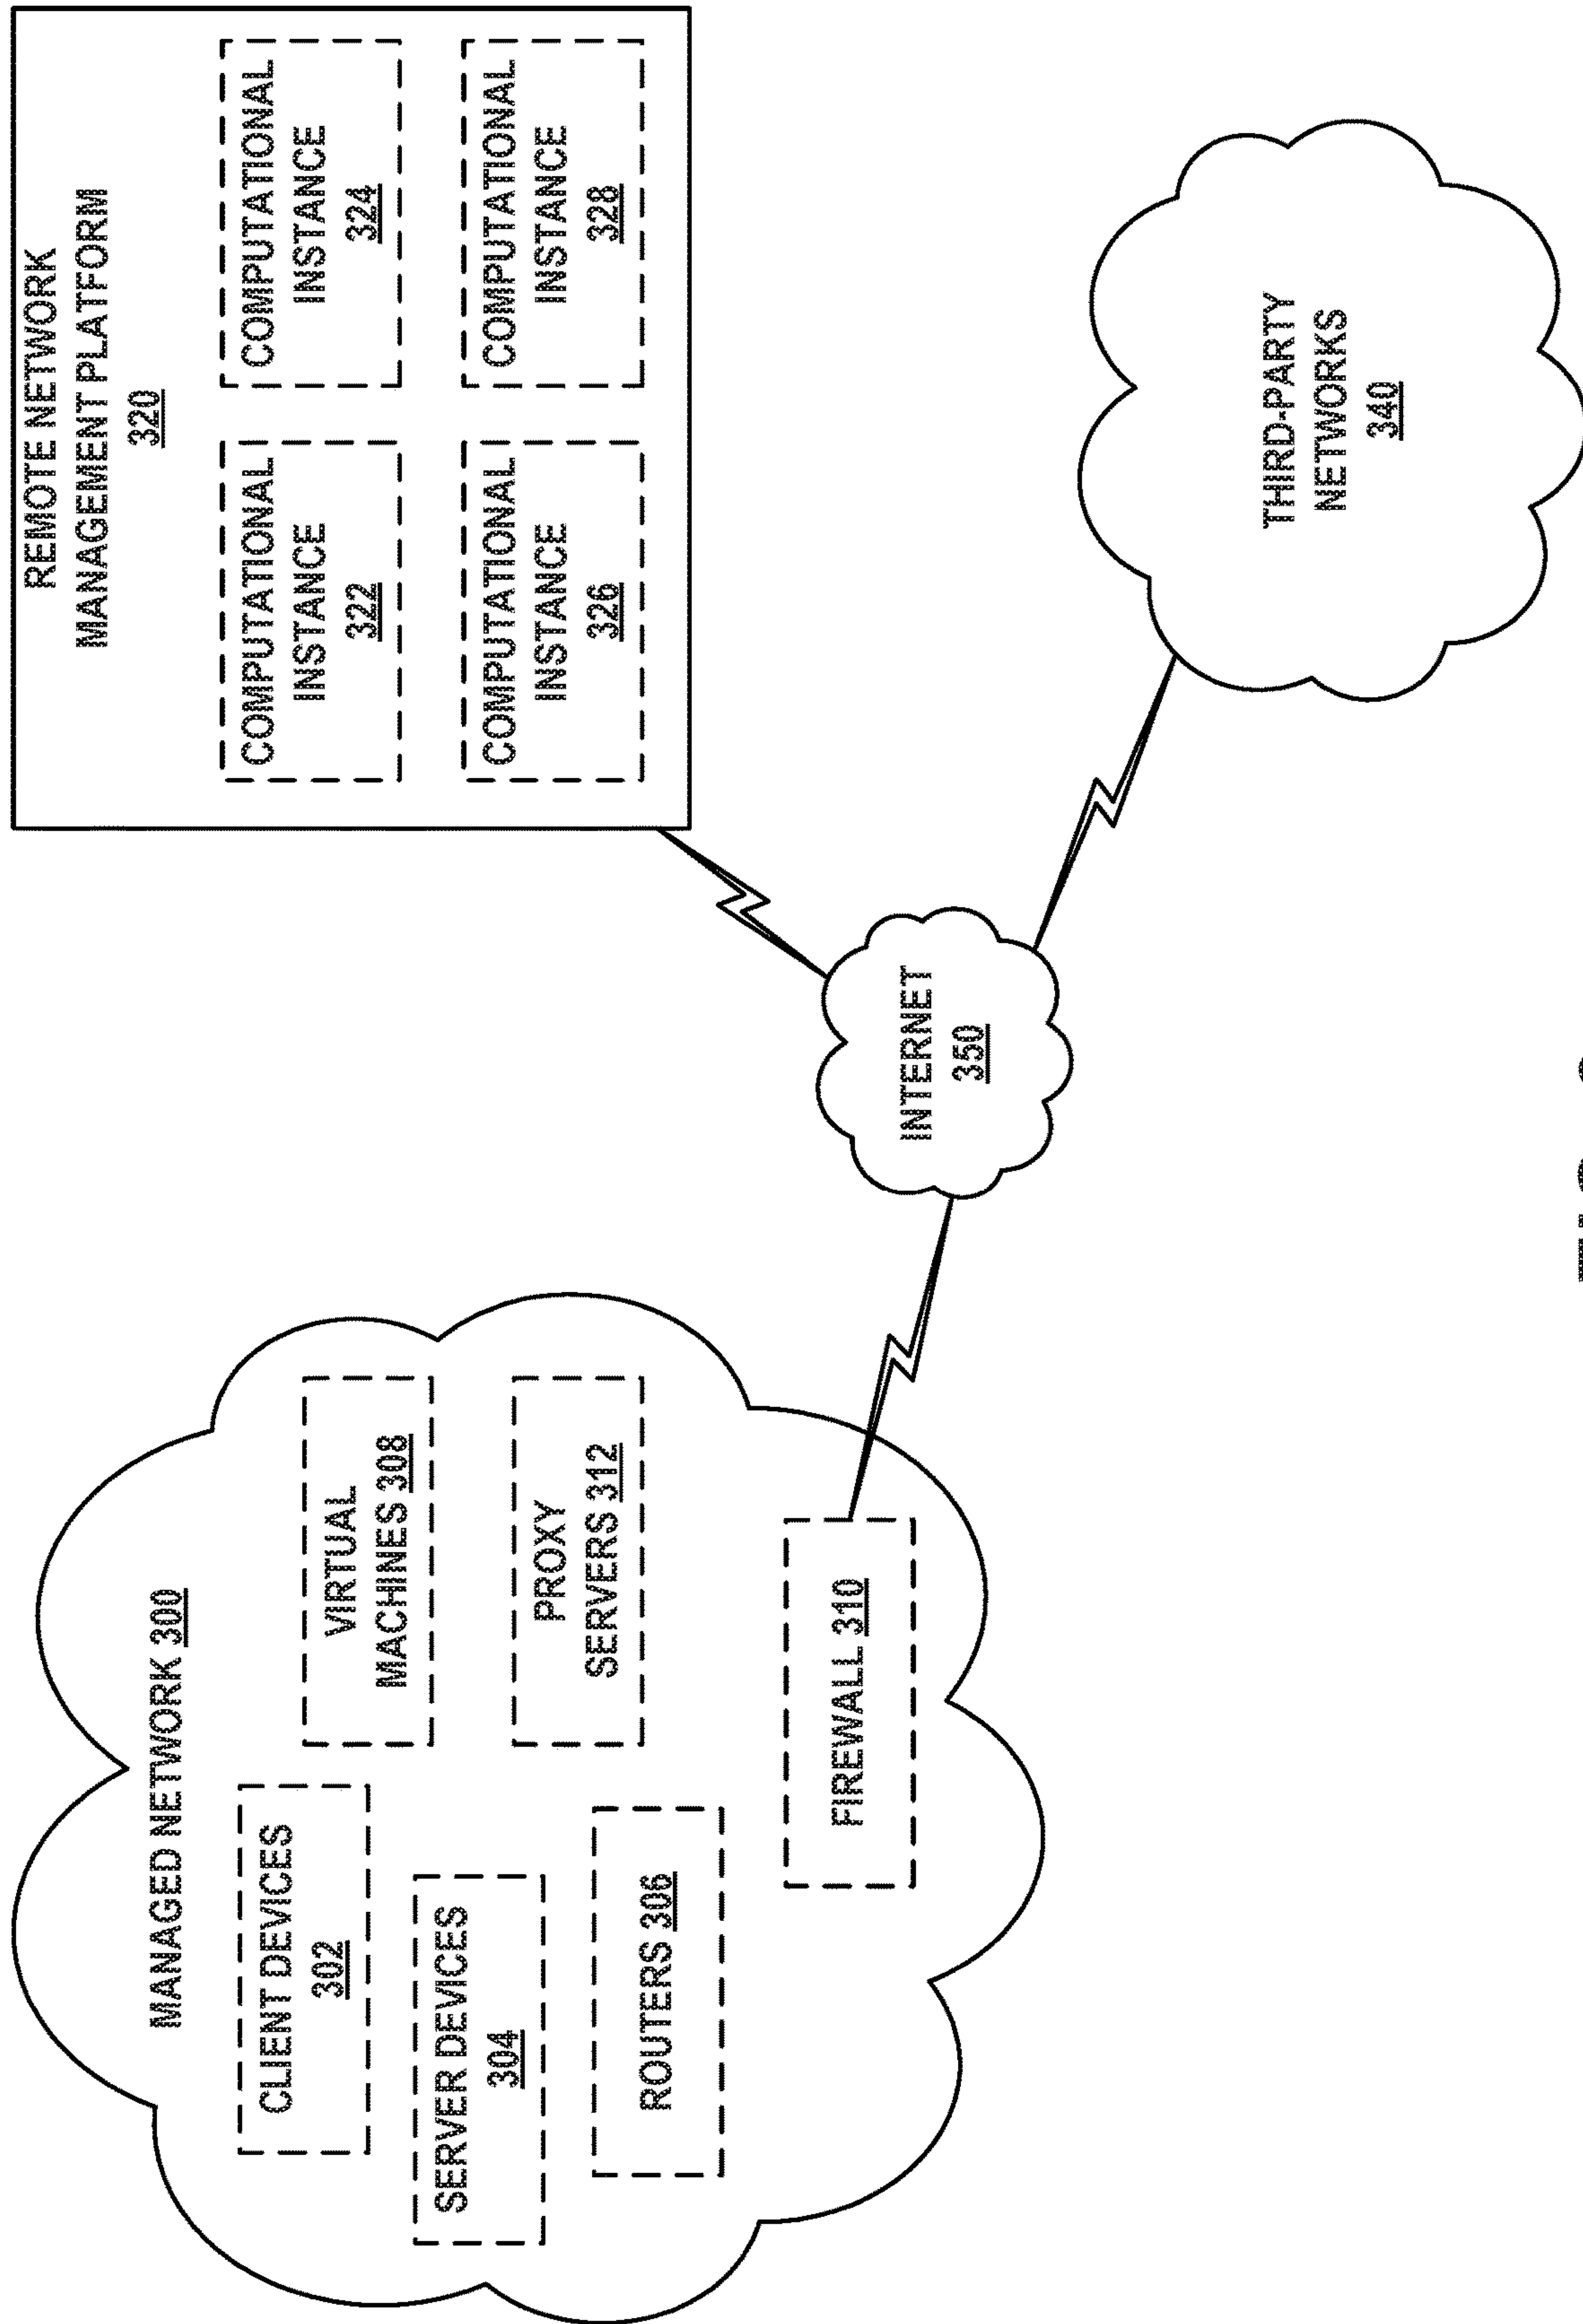 MANAGED NETWORK 300
CLIENT DEVICES
302
SERVER DEVICES
304
ROUTERS 306
VIRTUAL
MACHINES 308
PROXY
SERVERS 312
FIREWALL 310
INTERNET
350
REMOTE NETWORK
MANAGEMENT PLATFORM
320
COMPUTATIONAL
INSTANCE
322
COMPUTATIONAL
INSTANCE
324
COMPUTATIONAL
INSTANCE
326
COMPUTATIONAL
INSTANCE
328
THIRD-PARTY
NETWORKS
340